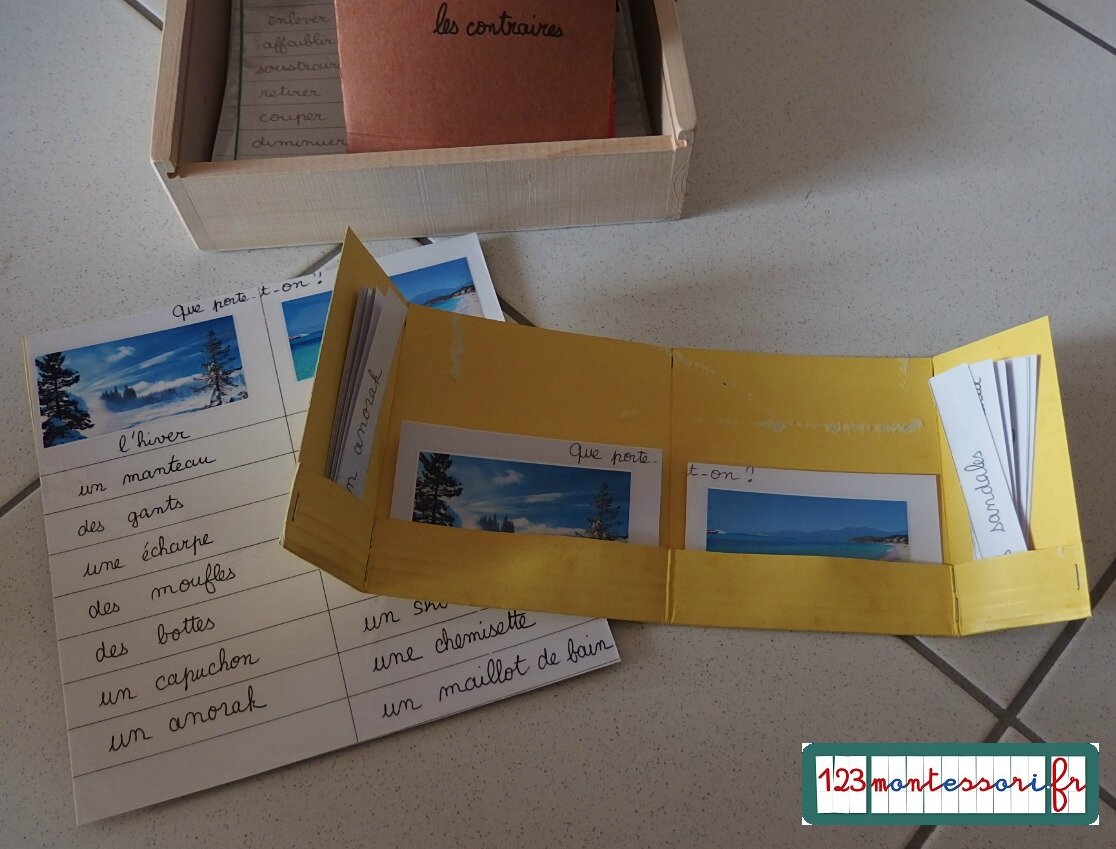 les contraires
enlever
affaiblir
soustraire
retirer
couper
diminuer
Que porte-t-on ?
l'hiver
un manteau
des gants
une écharpe
des moufles
des bottes
un capuchon
un anorak
un
une chemisette
un maillot de bain
anorak
Que porte-
t-on ?
sandales
123montessori.fr